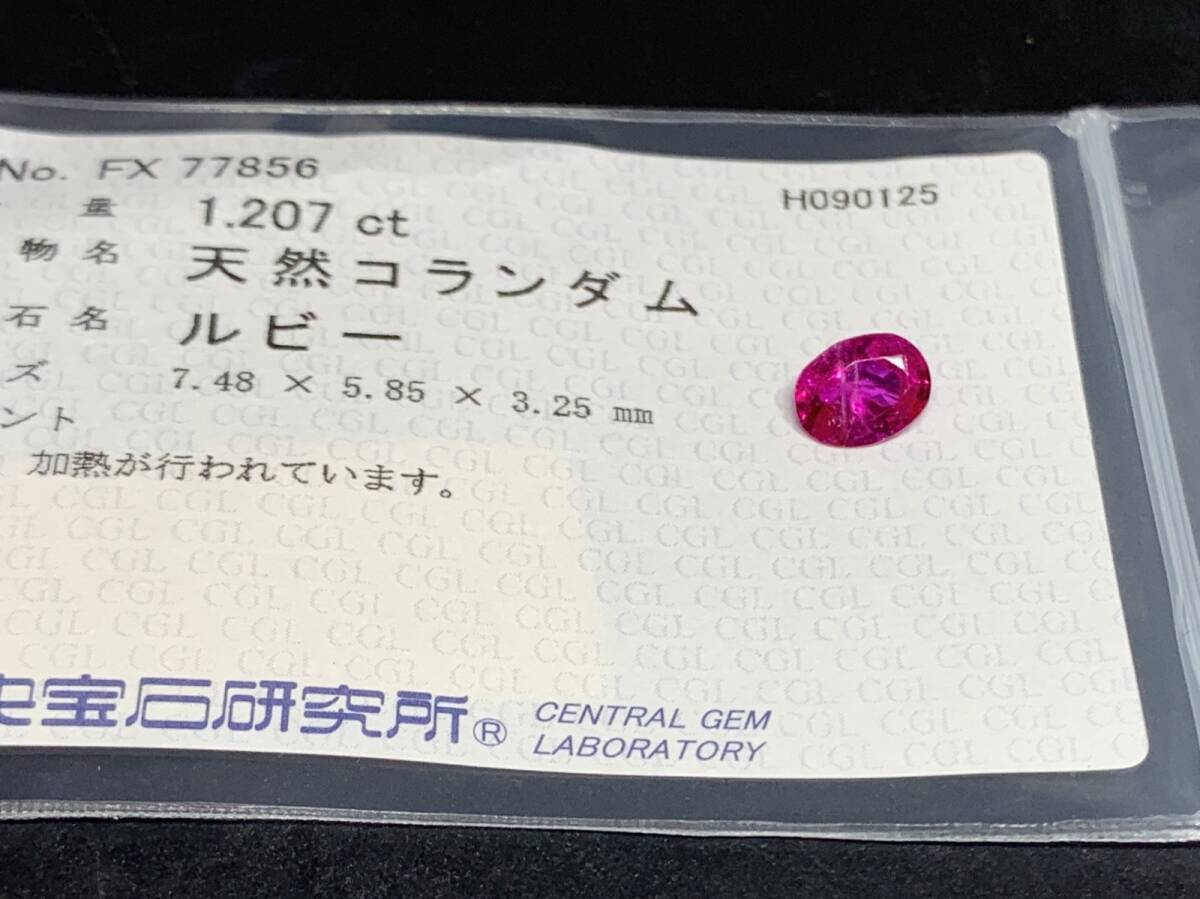 No. FX 77856
H090125
量 1.207 ct
物名 天然コランダム
石名 ルビー
ズ 7.48 × 5.85 × 3.25 mm
ント
加熱が行われています。
央宝石研究所® CENTRAL GEM
LABORATORY